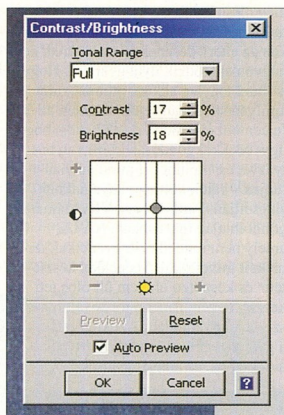 Contrast/Brightness
Tonal Range
Full
Contrast 17 %
Brightness 18 %
Preview Reset
Auto Preview
OK Cancel ?